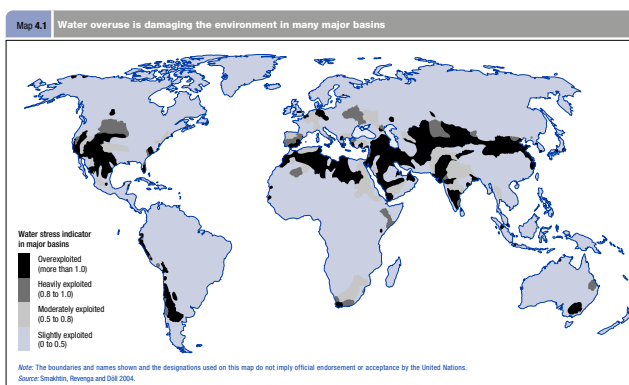 Map 4.1 Water overuse is damaging the environment in many major basins
Water stress indicator
in major basins
Overexploited
(more than 1.0)
Heavily exploited
(0.8 to 1.0)
Moderately exploited
(0.5 to 0.8)
Slightly exploited
(0 to 0.5)
Note: The boundaries and names shown and the designations used on this map do not imply official endorsement or acceptance by the United Nations.
Source: Smakhtin, Revenga and Döll 2004.